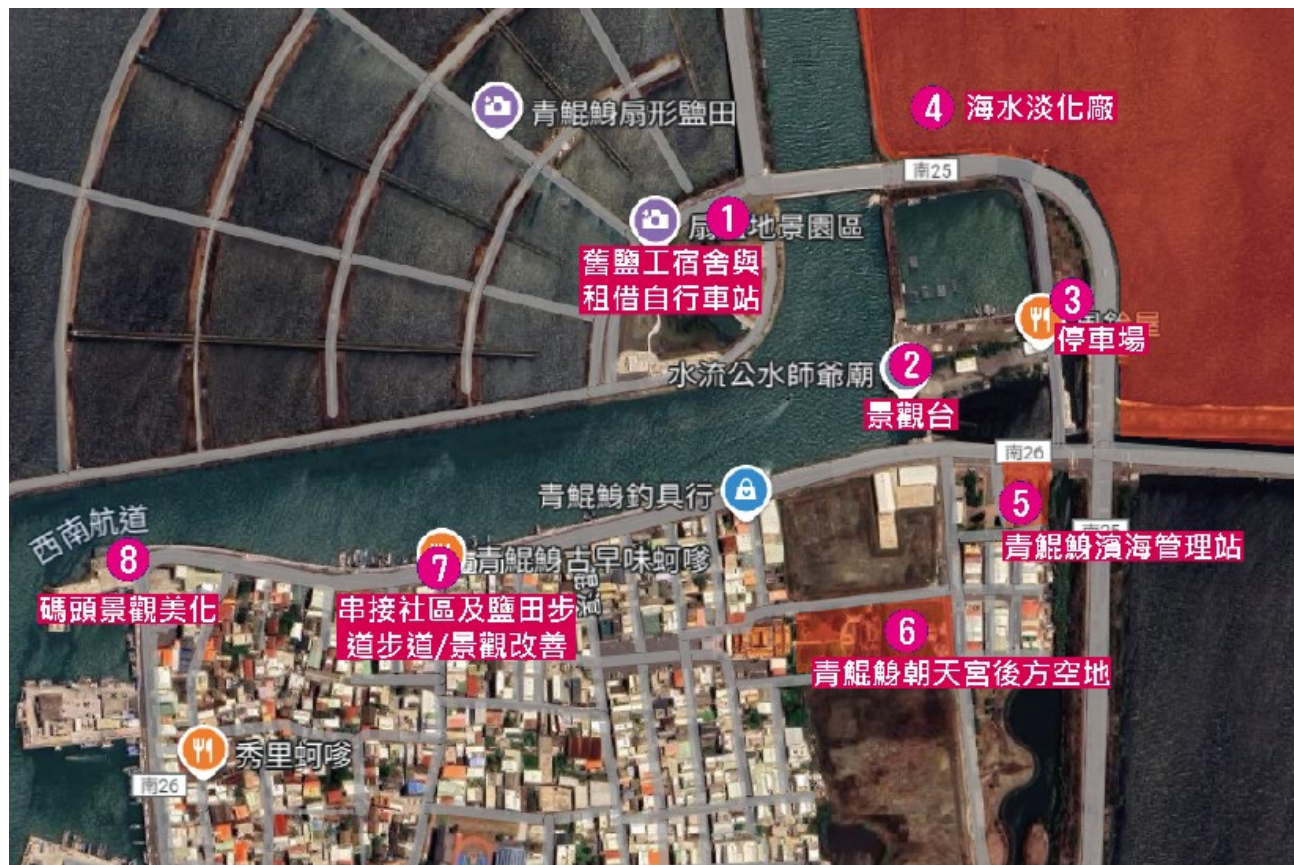 青鯤鯓扇形鹽田
4 海水淡化廠
南25
1
地景園區
舊鹽工宿舍與
租借自行車站
3
停車場
水流公水師爺廟
2
景觀台
南26
青鯤鯓釣具行
5
南25
青鯤鯓濱海管理站
西南航道
8
碼頭景觀美化
7
青鯤鯓古早味蚵嗲
串接社區及鹽田步
道步道/景觀改善
6
青鯤鯓朝天宮後方空地
秀里蚵嗲
南26